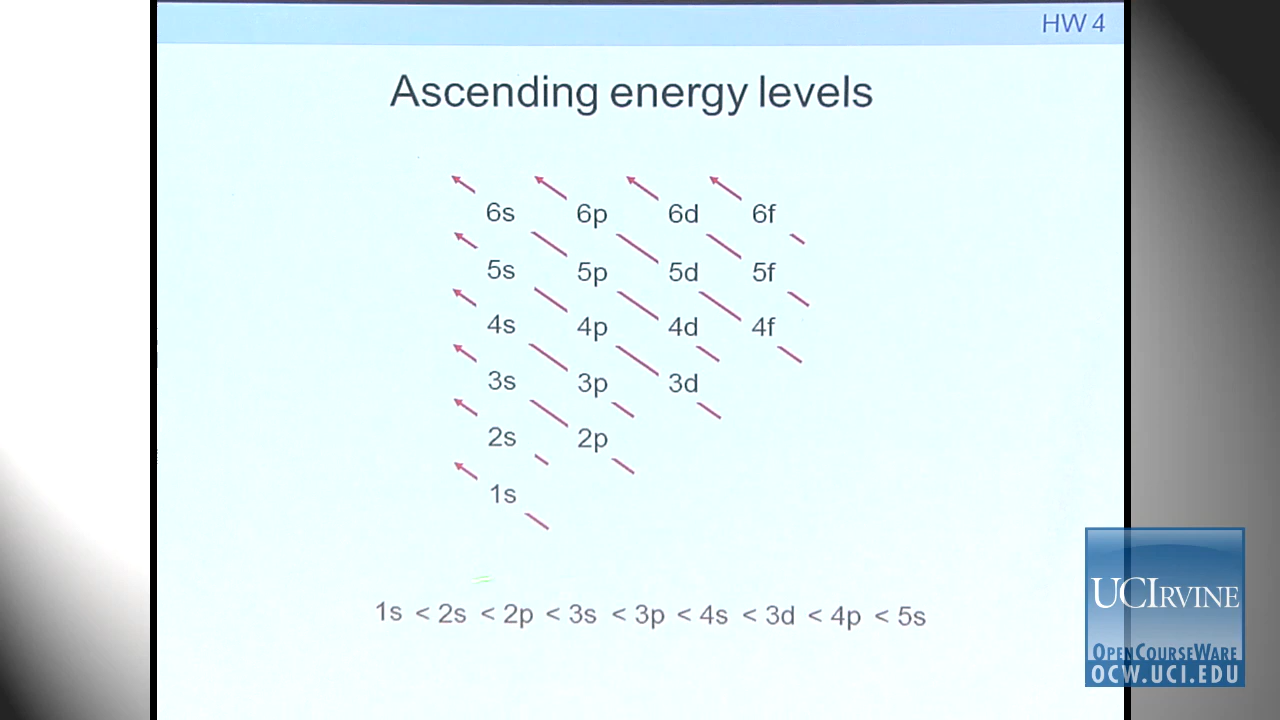 HW 4
Ascending energy levels
6s 6p 6d 6f
5s 5p 5d 5f
4s 4p 4d 4f
3s 3p 3d
2s 2p
1s
1s < 2s < 2p < 3s < 3p < 4s < 3d < 4p < 5s
UCIRVINE
OPENCOURSEWARE
OCW.UCI.EDU